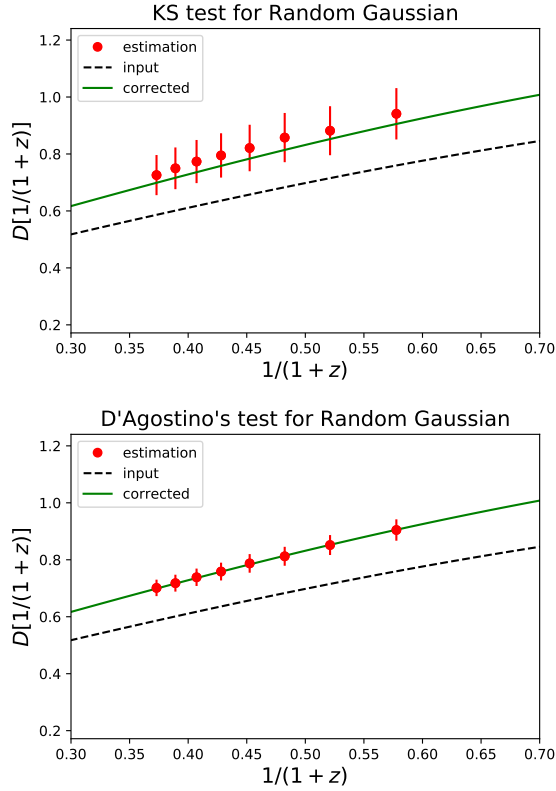 KS test for Random Gaussian
estimation
input
corrected
1.2
1.0
0.8
0.6
0.4
0.2
D[1/(1 + z)]
0.30 0.35 0.40 0.45 0.50 0.55 0.60 0.65 0.70
1/(1 + z)
D'Agostino's test for Random Gaussian
estimation
input
corrected
1.2
1.0
0.8
0.6
0.4
0.2
D[1/(1 + z)]
0.30 0.35 0.40 0.45 0.50 0.55 0.60 0.65 0.70
1/(1 + z)